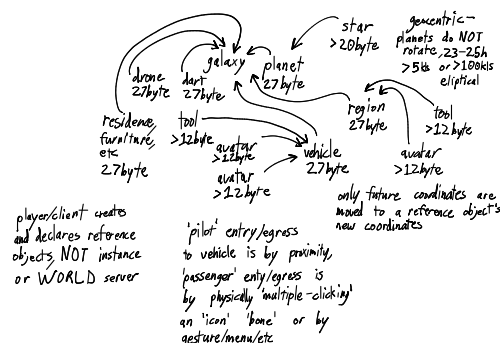 star
>20byte
geocentric-
planets do NOT
rotate, 23-25h
>5kls or >100kls
eliptical
galaxy
planet
27byte
drone
27byte
dart
27byte
region
27byte
tool
>12byte
residence,
furniture,
etc
27byte
tool
>12byte
avatar
>12byte
avatar
>12byte
vehicle
27byte
avatar
>12byte
only future coordinates are
moved to a reference object's
new coordinates
player/client creates
and declares reference
objects, NOT instance
or WORLD server
'pilot' entry/egress
to vehicle is by proximity,
'passenger' enty/egress is
by physically 'multiple-clicking'
an 'icon' 'bone' or by
gesture/menu/etc